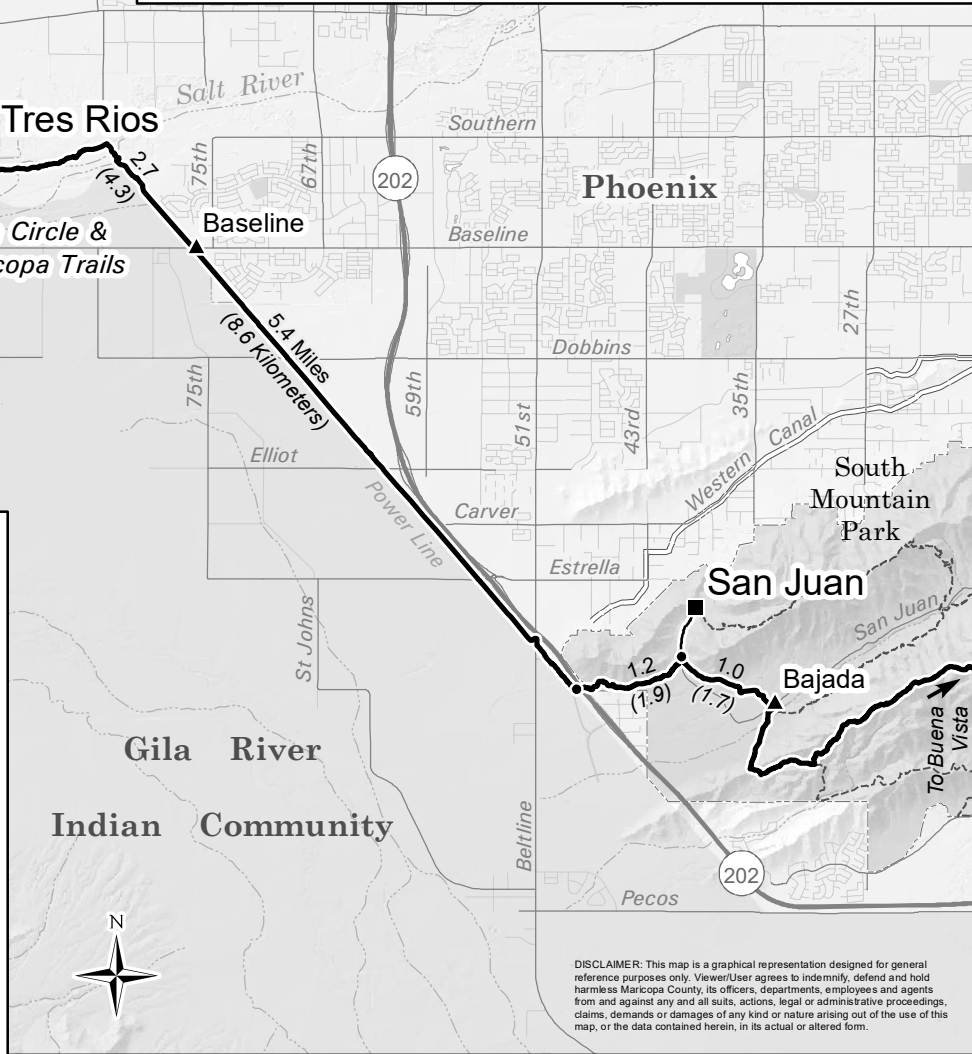 Salt River
Southern
Tres Rios
2.7
(4.3)
75th
67th
202
Phoenix
Circle &
copa Trails
Baseline
Baseline
5.4 Miles
(8.6 Kilometers)
27th
Dobbins
75th
59th
51st
43rd
35th
Western Canal
Elliot
South
Mountain
Park
Power Line
Carver
Estrella
San Juan
St Johns
San Juan
1.2
(1.9)
1.0
(1.7)
Bajada
To Buena
Vista
Gila River
Indian Community
Beltline
202
Pecos
N
DISCLAIMER: This map is a graphical representation designed for general
reference purposes only. Viewer/User agrees to indemnify, defend and hold
harmless Maricopa County, its officers, departments, employees and agents
from and against any and all suits, actions, legal or administrative proceedings,
claims, demands or damages of any kind or nature arising out of the use of this
map, or the data contained herein, in its actual or altered form.